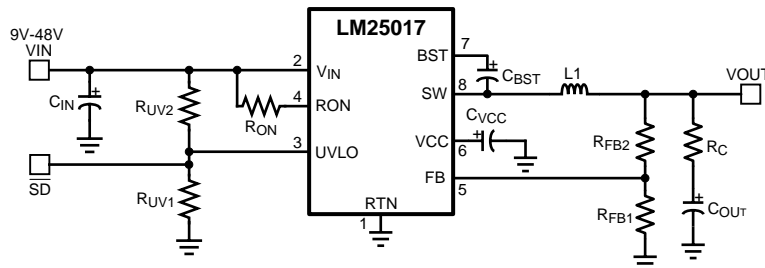 LM25017
9V-48V
VIN
7
BST
2
VIN
CBST
L1
VOUT
8
SW
CIN
RUV2
4
RON
RON
CVCC
VCC
6
RFB2
RC
3
UVLO
SD
FB
5
RUV1
RTN
1
RFB1
COUT